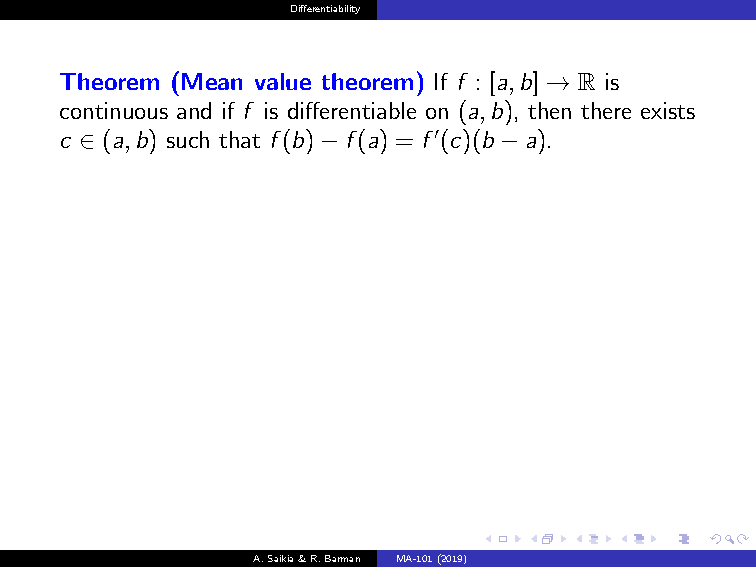 Differentiability
Theorem (Mean value theorem) If f : [a, b] → ℝ is
continuous and if f is differentiable on (a, b), then there exists
c ∈ (a, b) such that f(b) − f(a) = f′(c)(b − a).
A. Saikia & R. Barman MA-101 (2019)